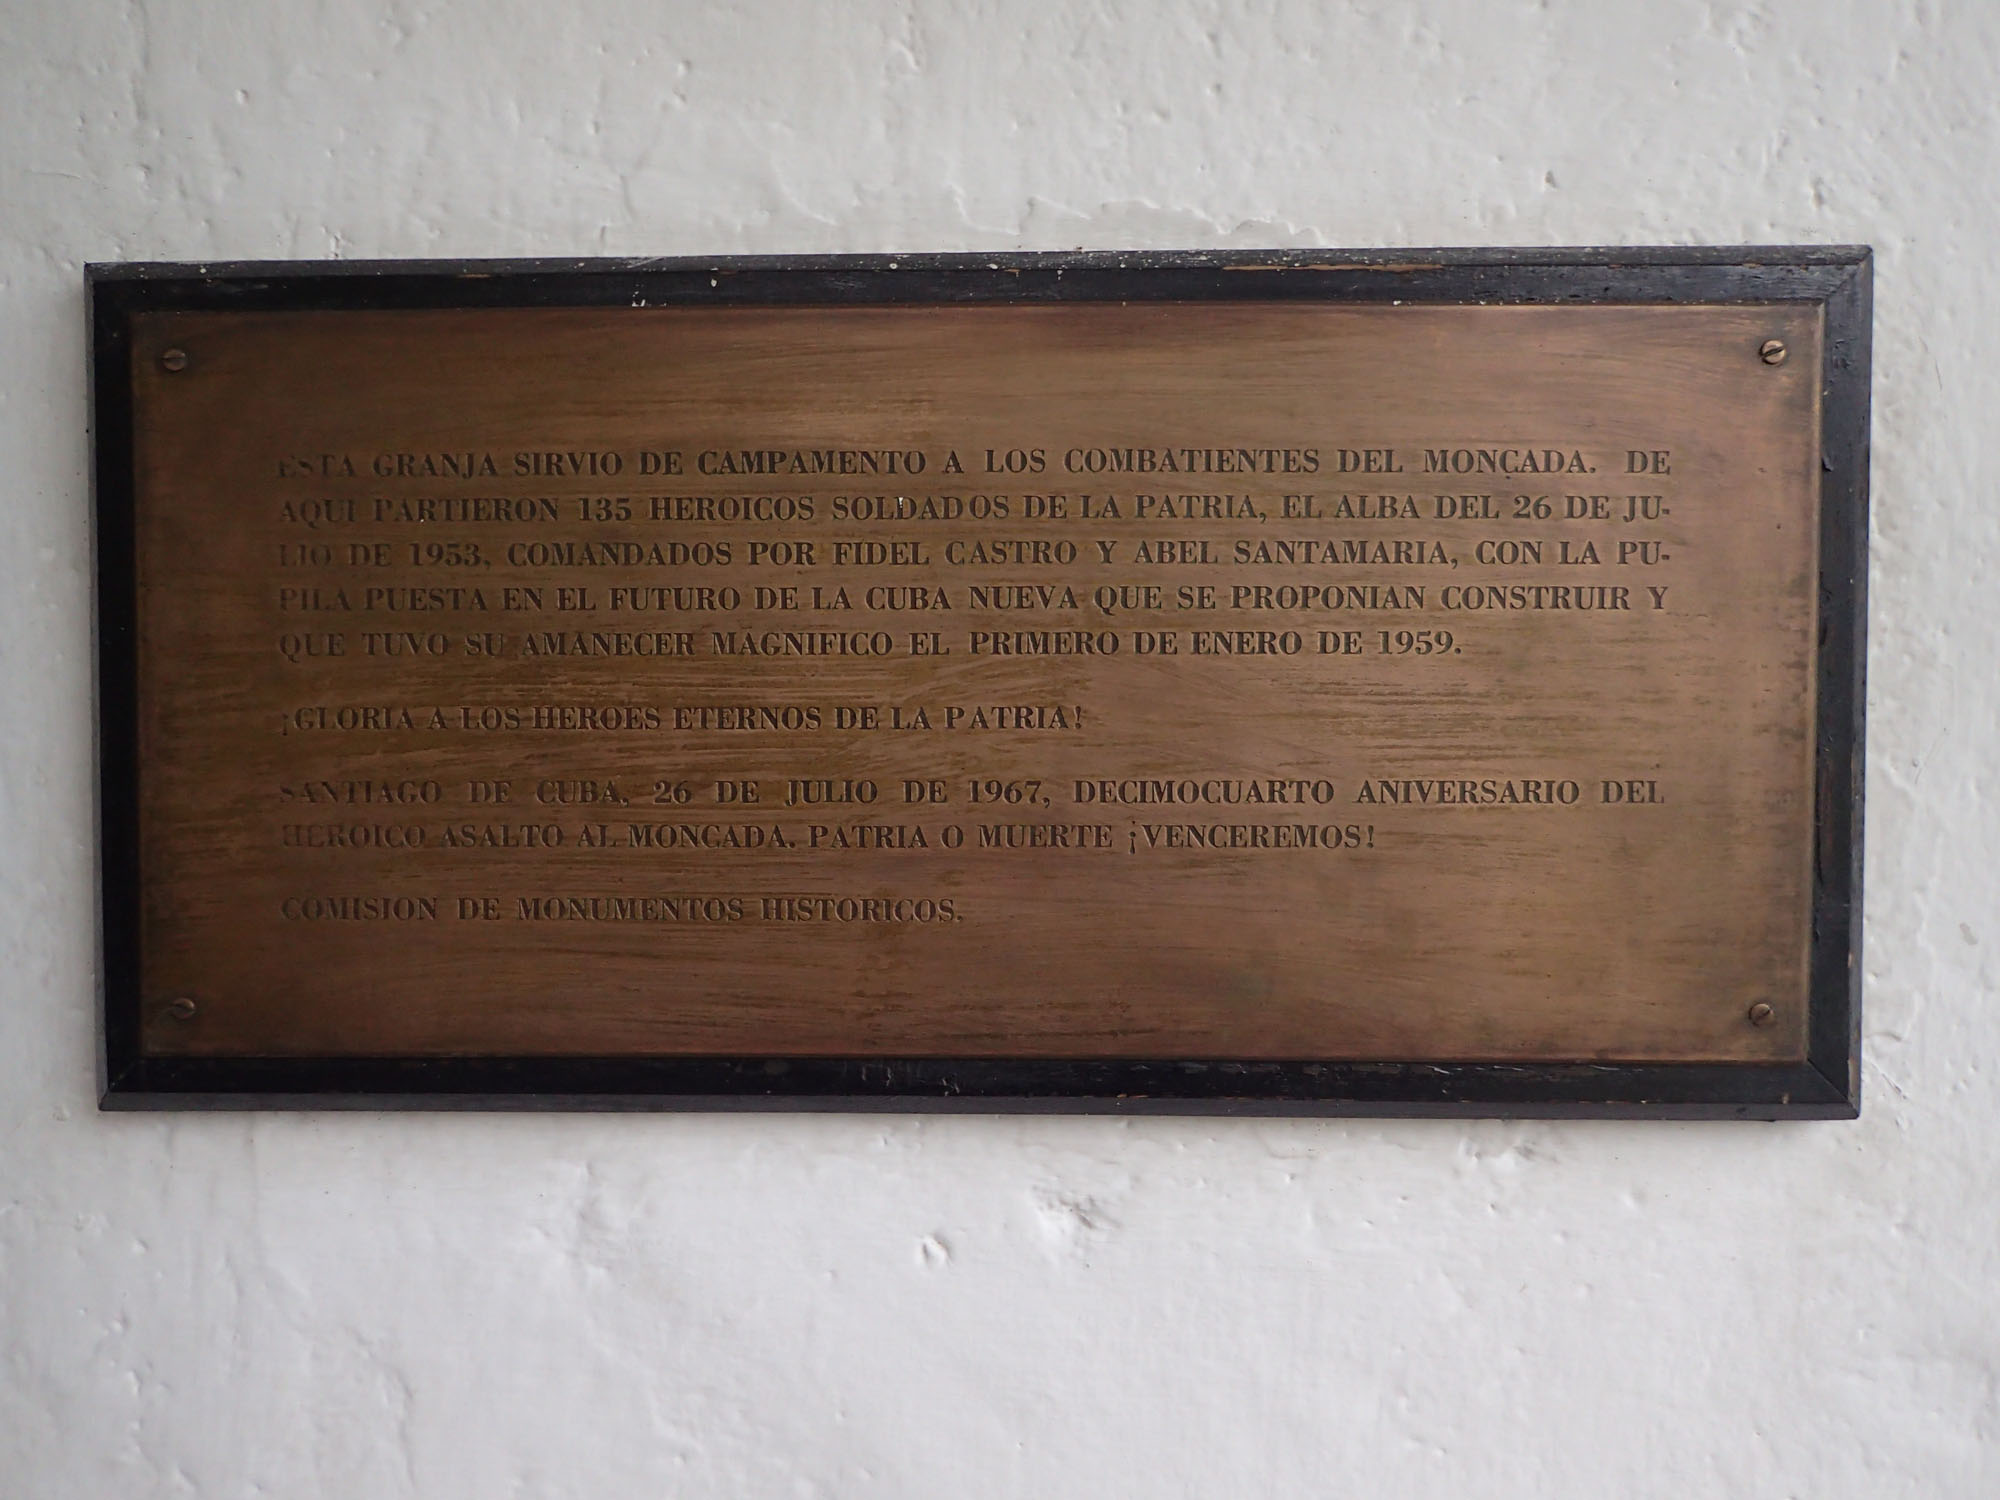 ESTA GRANJA SIRVIO DE CAMPAMENTO A LOS COMBATIENTES DEL MONCADA. DE
AQUI PARTIERON 135 HEROICOS SOLDADOS DE LA PATRIA, EL ALBA DEL 26 DE JU-
LIO DE 1953, COMANDADOS POR FIDEL CASTRO Y ABEL SANTAMARIA, CON LA PU-
PILA PUESTA EN EL FUTURO DE LA CUBA NUEVA QUE SE PROPONIAN CONSTRUIR Y
QUE TUVO SU AMANECER MAGNIFICO EL PRIMERO DE ENERO DE 1959.
¡GLORIA A LOS HEROES ETERNOS DE LA PATRIA!
SANTIAGO DE CUBA, 26 DE JULIO DE 1967, DECIMOCUARTO ANIVERSARIO DEL
HEROICO ASALTO AL MONCADA. PATRIA O MUERTE ¡VENCEREMOS!
COMISION DE MONUMENTOS HISTORICOS.